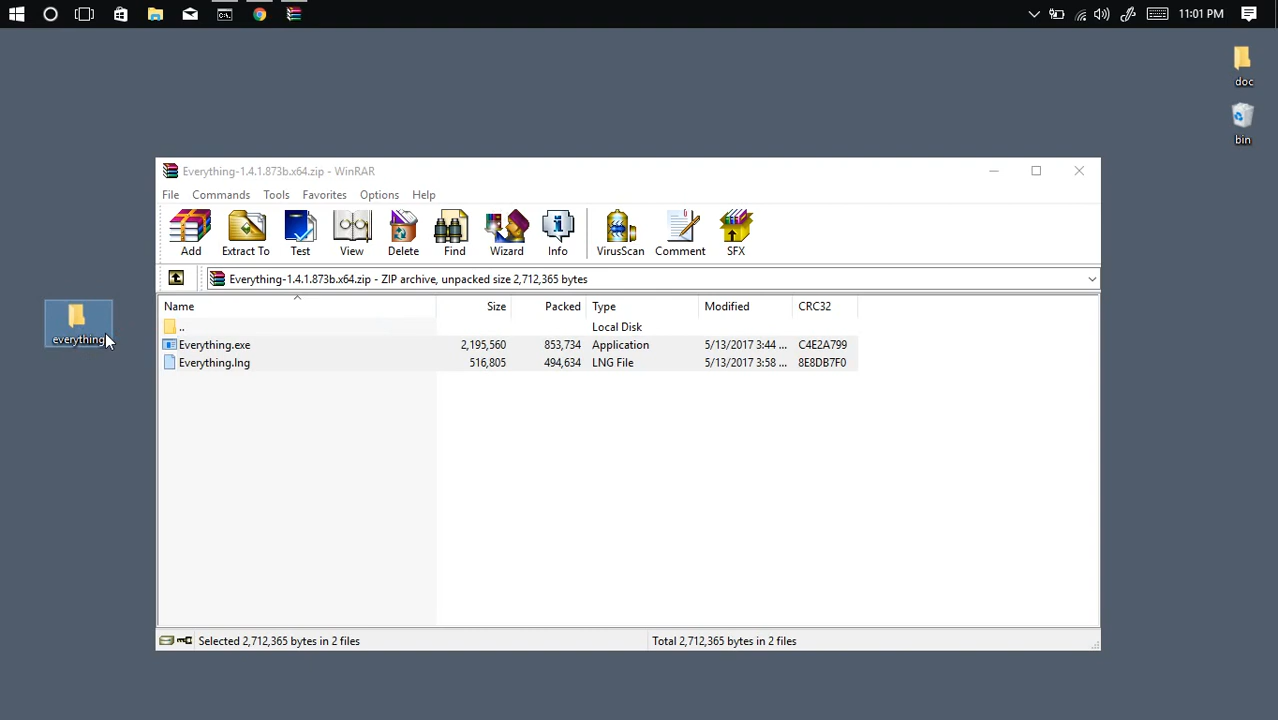 11:01 PM
doc
bin
Everything-1.4.1.873b.x64.zip - WinRAR
File Commands Tools Favorites Options Help
Add Extract To Test View Delete Find Wizard Info VirusScan Comment SFX
Everything-1.4.1.873b.x64.zip - ZIP archive, unpacked size 2,712,365 bytes
Name Size Packed Type Modified CRC32
.. Local Disk
Everything.exe 2,195,560 853,734 Application 5/13/2017 3:44 ... C4E2A799
Everything.lng 516,805 494,634 LNG File 5/13/2017 3:58 ... 8E8DB7F0
everything
Selected 2,712,365 bytes in 2 files Total 2,712,365 bytes in 2 files